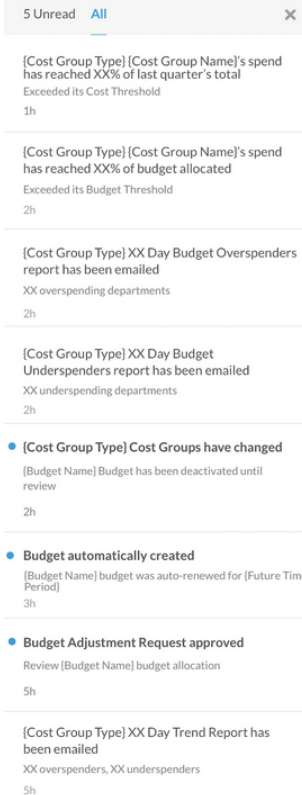 5 Unread All ×
{Cost Group Type} {Cost Group Name}'s spend
has reached XX% of last quarter's total
Exceeded its Cost Threshold
1h
{Cost Group Type} {Cost Group Name}'s spend
has reached XX% of budget allocated
Exceeded its Budget Threshold
2h
{Cost Group Type} XX Day Budget Overspenders
report has been emailed
XX overspending departments
2h
{Cost Group Type} XX Day Budget
Underspenders report has been emailed
XX underspending departments
2h
{Cost Group Type} Cost Groups have changed
{Budget Name} Budget has been deactivated until
review
2h
Budget automatically created
{Budget Name} budget was auto-renewed for {Future Tim
Period}
3h
Budget Adjustment Request approved
Review {Budget Name} budget allocation
5h
{Cost Group Type} XX Day Trend Report has
been emailed
XX overspenders, XX underspenders
5h